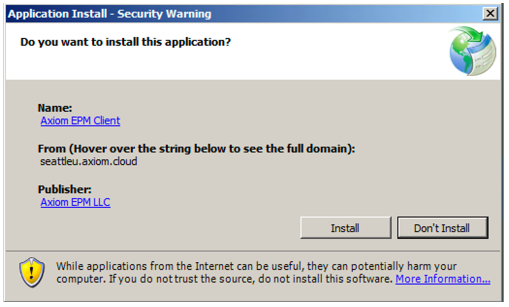 Application Install - Security Warning
Do you want to install this application?
Name:
Axiom EPM Client
From (Hover over the string below to see the full domain):
seattleu.axiom.cloud
Publisher:
Axiom EPM LLC
Install
Don't Install
While applications from the Internet can be useful, they can potentially harm your
computer. If you do not trust the source, do not install this software. More Information...